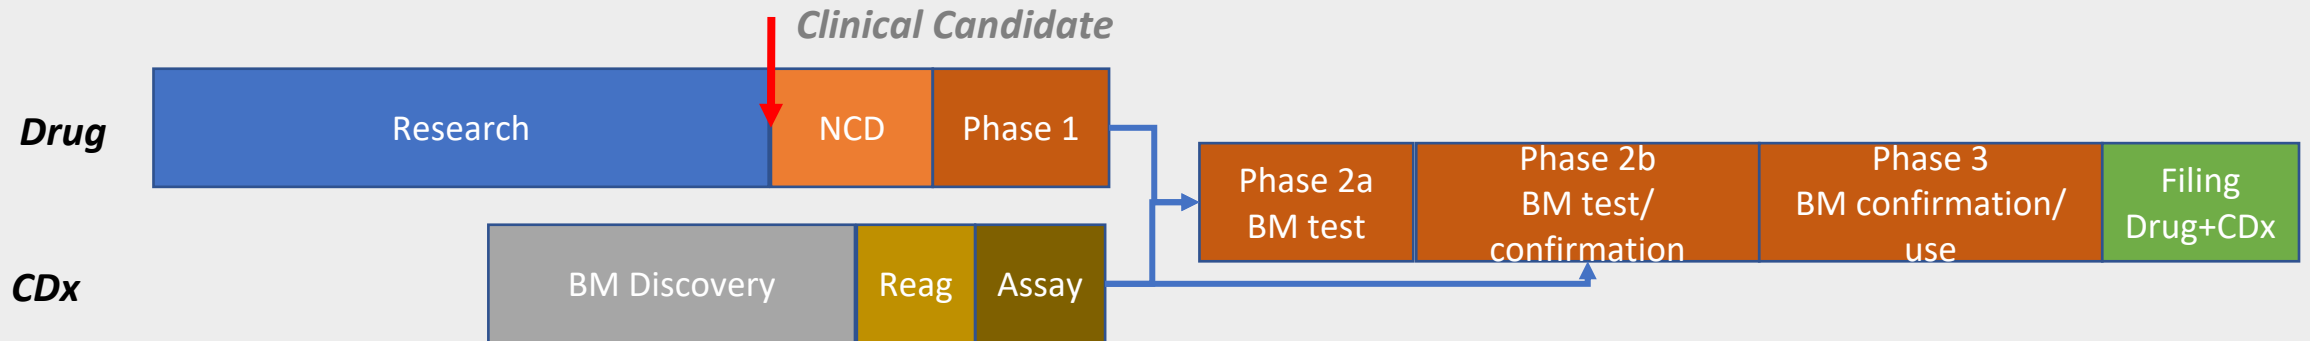 Clinical Candidate
Drug
Research
NCD
Phase 1
Phase 2a
BM test
Phase 2b
BM test/
confirmation
Phase 3
BM confirmation/
use
Filing
Drug+CDx
CDx
BM Discovery
Reag
Assay